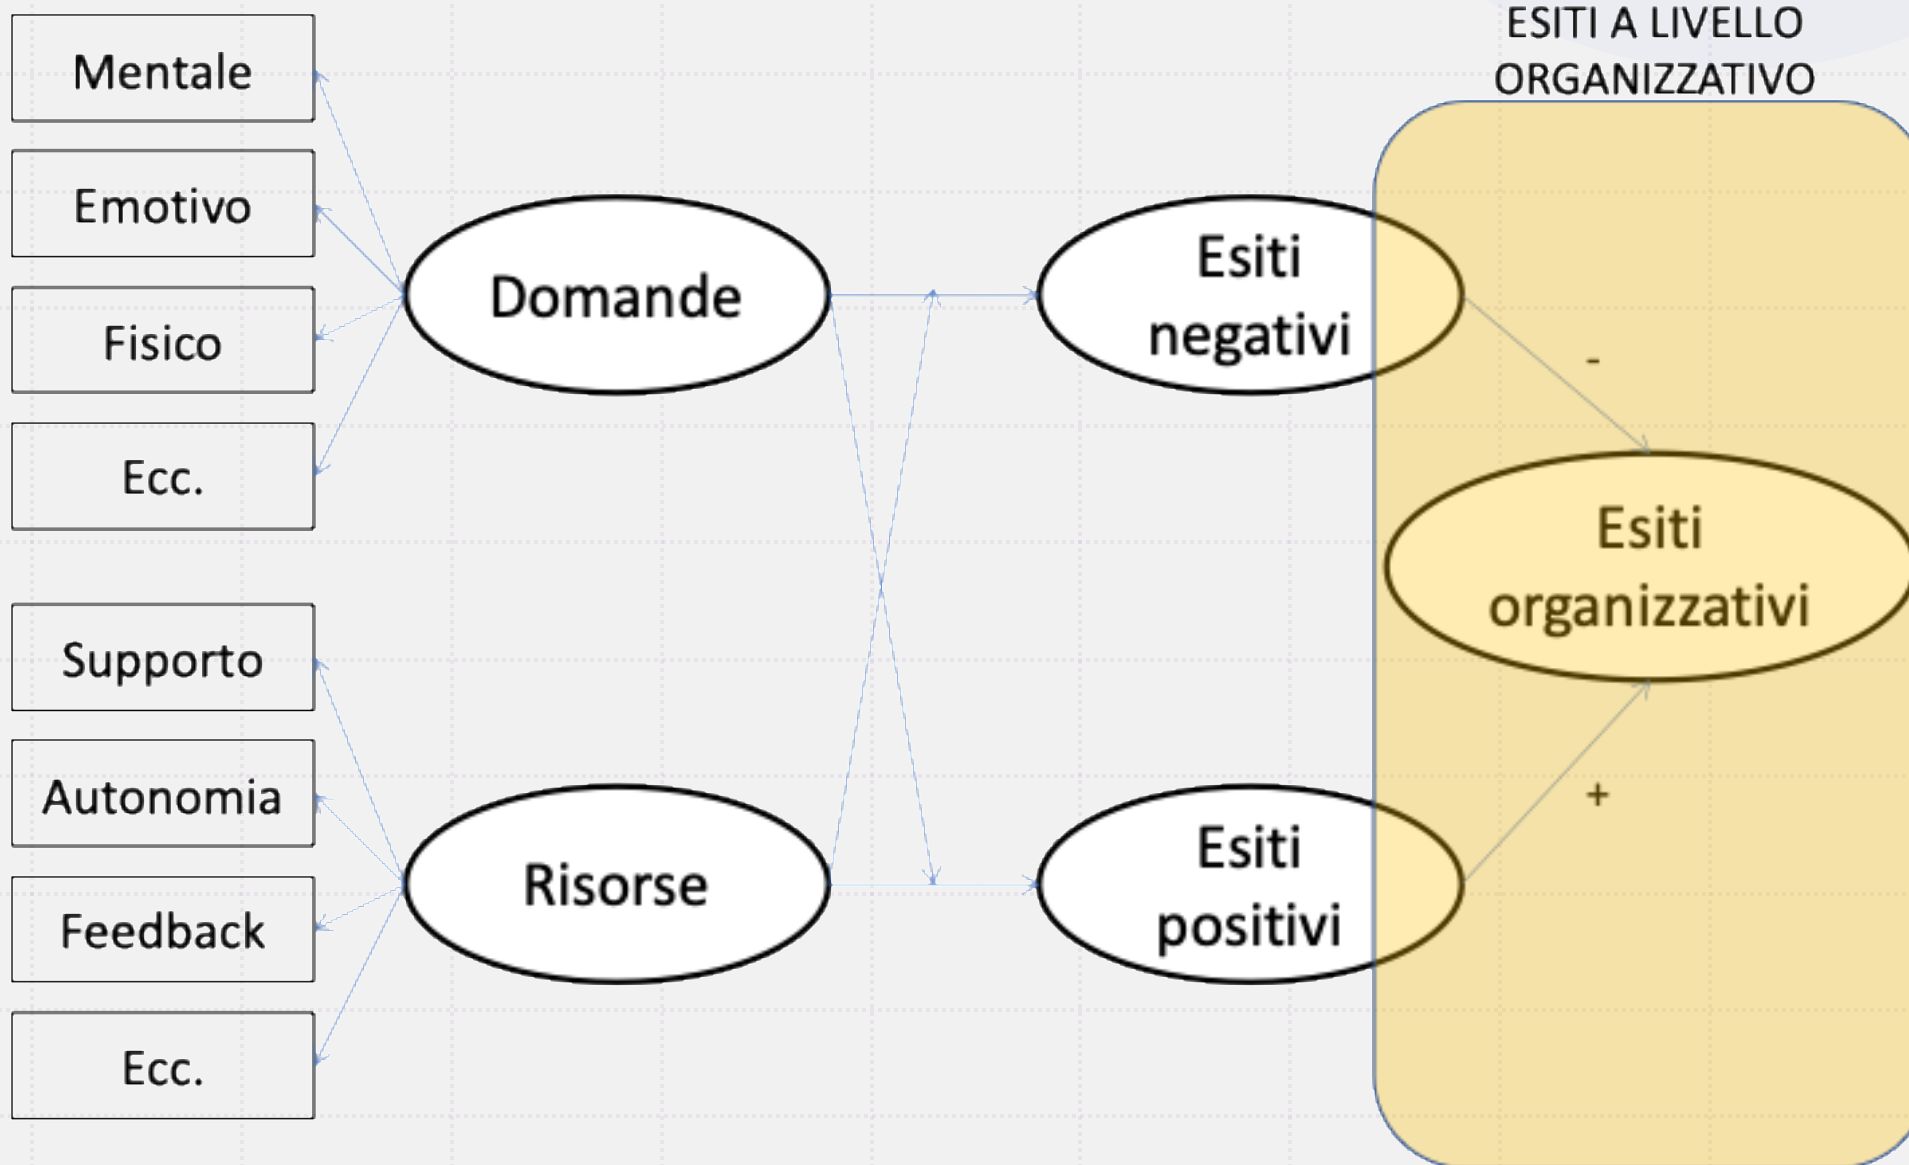 Mentale
Emotivo
Fisico
Ecc.
Supporto
Autonomia
Feedback
Ecc.
Domande
Risorse
Esiti
negativi
Esiti
positivi
ESITI A LIVELLO
ORGANIZZATIVO
-
Esiti
organizzativi
+